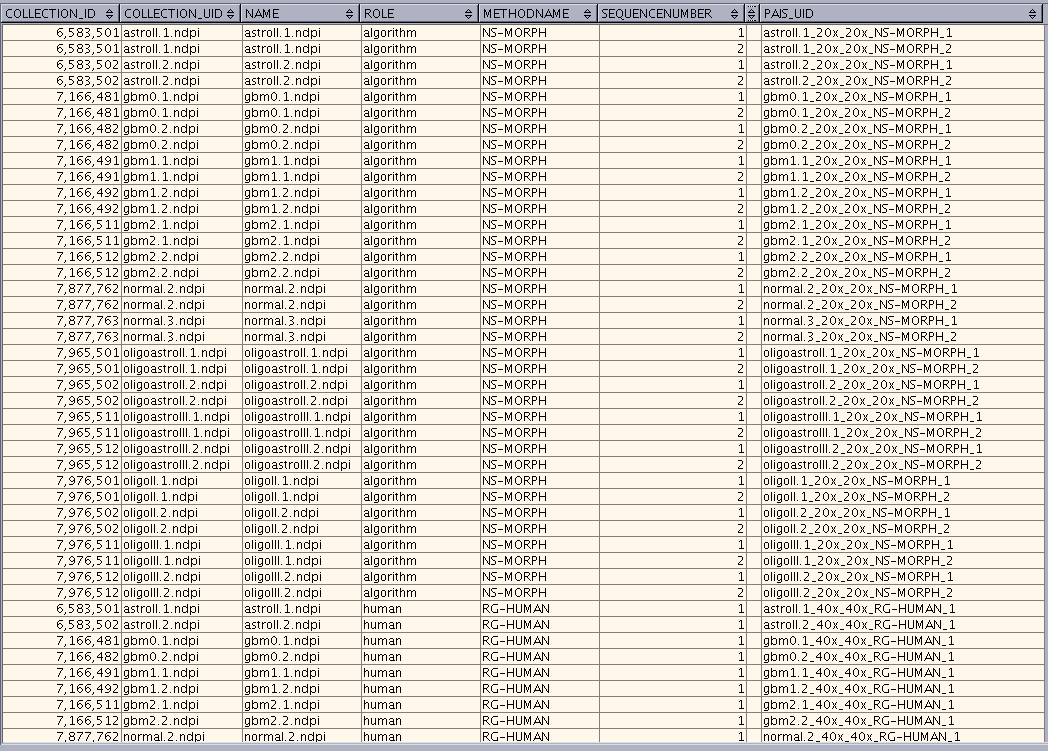 COLLECTION_ID COLLECTION_UID NAME ROLE METHODNAME SEQUENCENUMBER PAIS_UID
6,583,501 astroII.1.ndpi astroII.1.ndpi algorithm NS-MORPH 1 astroII.1_20x_20x_NS-MORPH_1
6,583,501 astroII.1.ndpi astroII.1.ndpi algorithm NS-MORPH 2 astroII.1_20x_20x_NS-MORPH_2
6,583,502 astroII.2.ndpi astroII.2.ndpi algorithm NS-MORPH 1 astroII.2_20x_20x_NS-MORPH_1
6,583,502 astroII.2.ndpi astroII.2.ndpi algorithm NS-MORPH 2 astroII.2_20x_20x_NS-MORPH_2
7,166,481 gbm0.1.ndpi gbm0.1.ndpi algorithm NS-MORPH 1 gbm0.1_20x_20x_NS-MORPH_1
7,166,481 gbm0.1.ndpi gbm0.1.ndpi algorithm NS-MORPH 2 gbm0.1_20x_20x_NS-MORPH_2
7,166,482 gbm0.2.ndpi gbm0.2.ndpi algorithm NS-MORPH 1 gbm0.2_20x_20x_NS-MORPH_1
7,166,482 gbm0.2.ndpi gbm0.2.ndpi algorithm NS-MORPH 2 gbm0.2_20x_20x_NS-MORPH_2
7,166,491 gbm1.1.ndpi gbm1.1.ndpi algorithm NS-MORPH 1 gbm1.1_20x_20x_NS-MORPH_1
7,166,491 gbm1.1.ndpi gbm1.1.ndpi algorithm NS-MORPH 2 gbm1.1_20x_20x_NS-MORPH_2
7,166,492 gbm1.2.ndpi gbm1.2.ndpi algorithm NS-MORPH 1 gbm1.2_20x_20x_NS-MORPH_1
7,166,492 gbm1.2.ndpi gbm1.2.ndpi algorithm NS-MORPH 2 gbm1.2_20x_20x_NS-MORPH_2
7,166,511 gbm2.1.ndpi gbm2.1.ndpi algorithm NS-MORPH 1 gbm2.1_20x_20x_NS-MORPH_1
7,166,511 gbm2.1.ndpi gbm2.1.ndpi algorithm NS-MORPH 2 gbm2.1_20x_20x_NS-MORPH_2
7,166,512 gbm2.2.ndpi gbm2.2.ndpi algorithm NS-MORPH 1 gbm2.2_20x_20x_NS-MORPH_1
7,166,512 gbm2.2.ndpi gbm2.2.ndpi algorithm NS-MORPH 2 gbm2.2_20x_20x_NS-MORPH_2
7,877,762 normal.2.ndpi normal.2.ndpi algorithm NS-MORPH 1 normal.2_20x_20x_NS-MORPH_1
7,877,762 normal.2.ndpi normal.2.ndpi algorithm NS-MORPH 2 normal.2_20x_20x_NS-MORPH_2
7,877,763 normal.3.ndpi normal.3.ndpi algorithm NS-MORPH 1 normal.3_20x_20x_NS-MORPH_1
7,877,763 normal.3.ndpi normal.3.ndpi algorithm NS-MORPH 2 normal.3_20x_20x_NS-MORPH_2
7,965,501 oligoastroII.1.ndpi oligoastroII.1.ndpi algorithm NS-MORPH 1 oligoastroII.1_20x_20x_NS-MORPH_1
7,965,501 oligoastroII.1.ndpi oligoastroII.1.ndpi algorithm NS-MORPH 2 oligoastroII.1_20x_20x_NS-MORPH_2
7,965,502 oligoastroII.2.ndpi oligoastroII.2.ndpi algorithm NS-MORPH 1 oligoastroII.2_20x_20x_NS-MORPH_1
7,965,502 oligoastroII.2.ndpi oligoastroII.2.ndpi algorithm NS-MORPH 2 oligoastroII.2_20x_20x_NS-MORPH_2
7,965,511 oligoastroIII.1.ndpi oligoastroIII.1.ndpi algorithm NS-MORPH 1 oligoastroIII.1_20x_20x_NS-MORPH_1
7,965,511 oligoastroIII.1.ndpi oligoastroIII.1.ndpi algorithm NS-MORPH 2 oligoastroIII.1_20x_20x_NS-MORPH_2
7,965,512 oligoastroIII.2.ndpi oligoastroIII.2.ndpi algorithm NS-MORPH 1 oligoastroIII.2_20x_20x_NS-MORPH_1
7,965,512 oligoastroIII.2.ndpi oligoastroIII.2.ndpi algorithm NS-MORPH 2 oligoastroIII.2_20x_20x_NS-MORPH_2
7,976,501 oligoII.1.ndpi oligoII.1.ndpi algorithm NS-MORPH 1 oligoII.1_20x_20x_NS-MORPH_1
7,976,501 oligoII.1.ndpi oligoII.1.ndpi algorithm NS-MORPH 2 oligoII.1_20x_20x_NS-MORPH_2
7,976,502 oligoII.2.ndpi oligoII.2.ndpi algorithm NS-MORPH 1 oligoII.2_20x_20x_NS-MORPH_1
7,976,502 oligoII.2.ndpi oligoII.2.ndpi algorithm NS-MORPH 2 oligoII.2_20x_20x_NS-MORPH_2
7,976,511 oligoIII.1.ndpi oligoIII.1.ndpi algorithm NS-MORPH 1 oligoIII.1_20x_20x_NS-MORPH_1
7,976,511 oligoIII.1.ndpi oligoIII.1.ndpi algorithm NS-MORPH 2 oligoIII.1_20x_20x_NS-MORPH_2
7,976,512 oligoIII.2.ndpi oligoIII.2.ndpi algorithm NS-MORPH 1 oligoIII.2_20x_20x_NS-MORPH_1
7,976,512 oligoIII.2.ndpi oligoIII.2.ndpi algorithm NS-MORPH 2 oligoIII.2_20x_20x_NS-MORPH_2
6,583,501 astroII.1.ndpi astroII.1.ndpi human RG-HUMAN 1 astroII.1_40x_40x_RG-HUMAN_1
6,583,502 astroII.2.ndpi astroII.2.ndpi human RG-HUMAN 1 astroII.2_40x_40x_RG-HUMAN_1
7,166,481 gbm0.1.ndpi gbm0.1.ndpi human RG-HUMAN 1 gbm0.1_40x_40x_RG-HUMAN_1
7,166,482 gbm0.2.ndpi gbm0.2.ndpi human RG-HUMAN 1 gbm0.2_40x_40x_RG-HUMAN_1
7,166,491 gbm1.1.ndpi gbm1.1.ndpi human RG-HUMAN 1 gbm1.1_40x_40x_RG-HUMAN_1
7,166,492 gbm1.2.ndpi gbm1.2.ndpi human RG-HUMAN 1 gbm1.2_40x_40x_RG-HUMAN_1
7,166,511 gbm2.1.ndpi gbm2.1.ndpi human RG-HUMAN 1 gbm2.1_40x_40x_RG-HUMAN_1
7,166,512 gbm2.2.ndpi gbm2.2.ndpi human RG-HUMAN 1 gbm2.2_40x_40x_RG-HUMAN_1
7,877,762 normal.2.ndpi normal.2.ndpi human RG-HUMAN 1 normal.2_40x_40x_RG-HUMAN_1